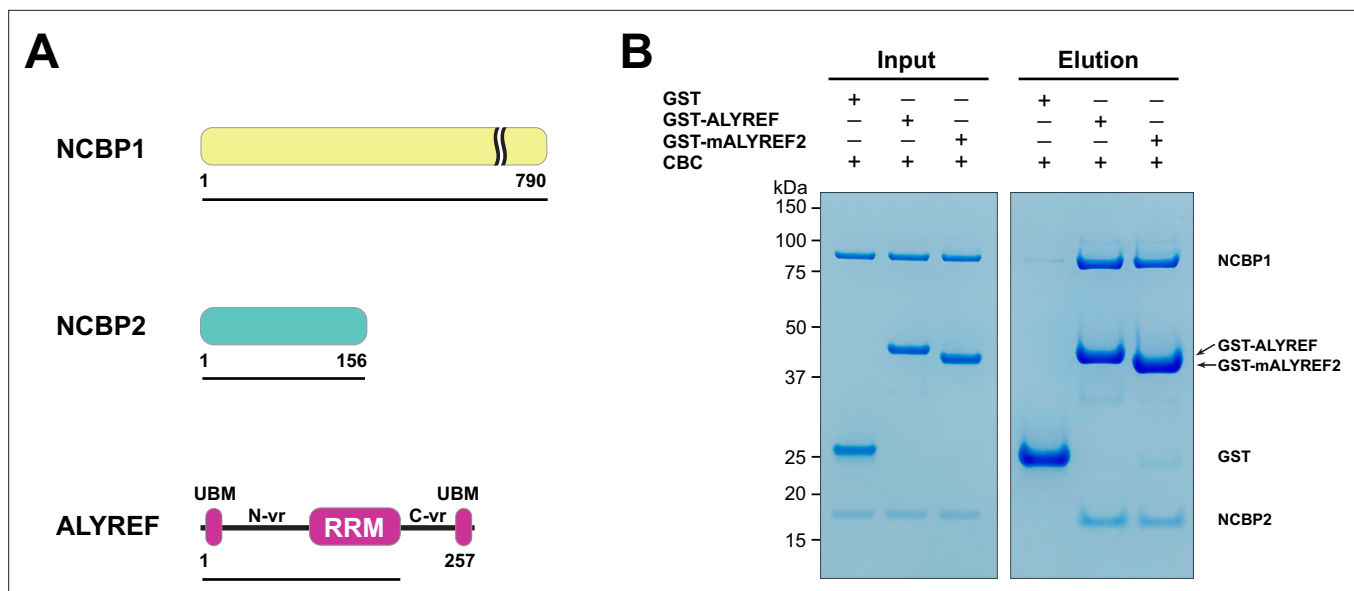 A
NCBP1
1 790
NCBP2
1 156
ALYREF
UBM UBM
N-vr RRM C-vr
1 257
B
Input Elution
GST + – – + – –
GST-ALYREF – + – – + –
GST-mALYREF2 – – + – – +
CBC + + + + + +
kDa
150
100
75
50
37
25
20
15
NCBP1
GST-ALYREF
GST-mALYREF2
GST
NCBP2